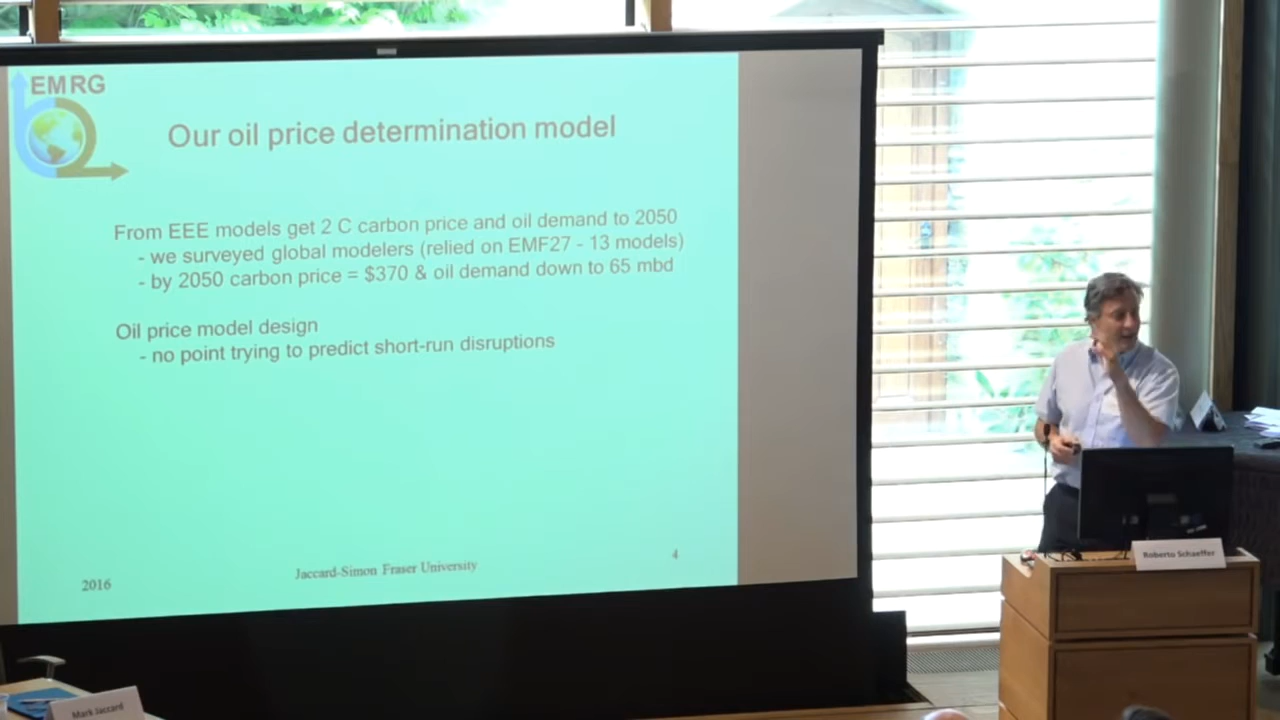 EMRG
Our oil price determination model
From EEE models get 2 C carbon price and oil demand to 2050
- we surveyed global modelers (relied on EMF27 - 13 models)
- by 2050 carbon price = $370 & oil demand down to 65 mbd
Oil price model design
- no point trying to predict short-run disruptions
2016
Jaccard-Simon Fraser University
4
Roberto Schaeffer
Mark Jaccard